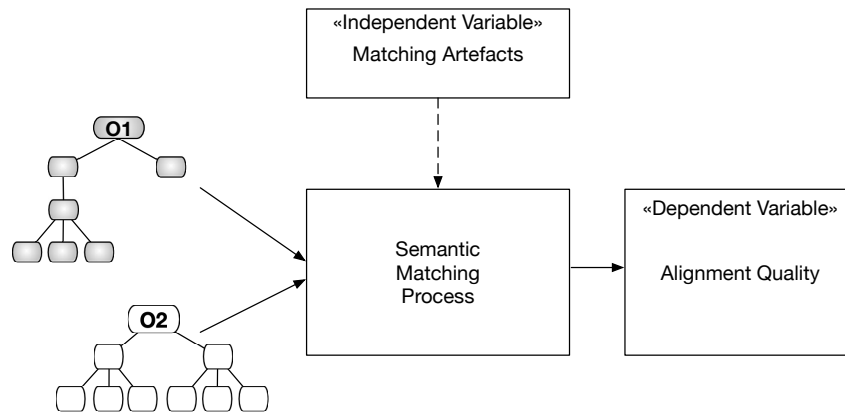 «Independent Variable»
Matching Artefacts
O1
O2
Semantic
Matching
Process
«Dependent Variable»
Alignment Quality